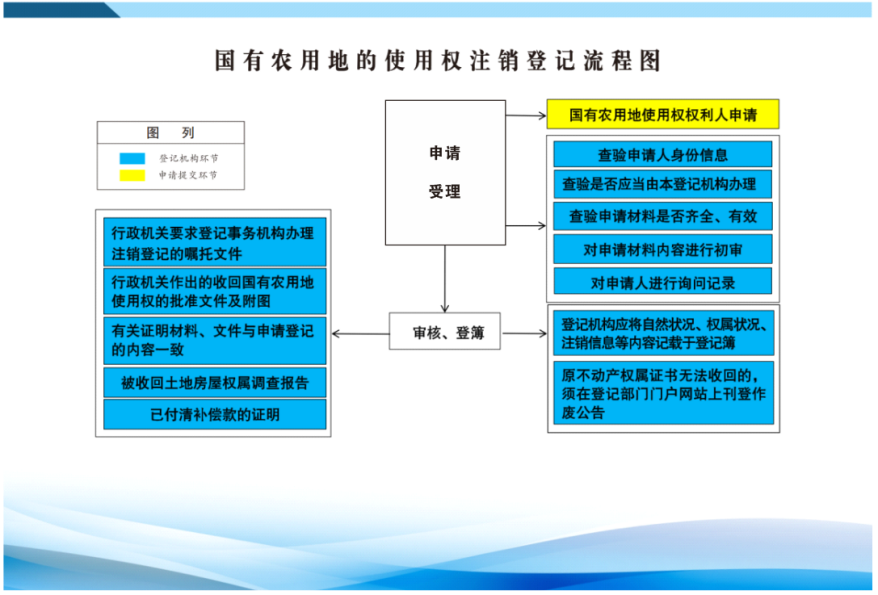 国有农用地的使用权注销登记流程图
图 列
登记机构环节
申请提交环节
申请
受理
国有农用地使用权权利人申请
查验申请人身份信息
查验是否应当由本登记机构办理
查验申请材料是否齐全、有效
对申请材料内容进行初审
对申请人进行询问记录
行政机关要求登记事务机构办理
注销登记的嘱托文件
行政机关作出的收回国有农用地
使用权的批准文件及附图
有关证明材料、文件与申请登记
的内容一致
被收回土地房屋权属调查报告
已付清补偿款的证明
审核、登簿
登记机构应将自然状况、权属状况、
注销信息等内容记载于登记簿
原不动产权属证书无法收回的，
须在登记部门门户网站上刊登作
废公告